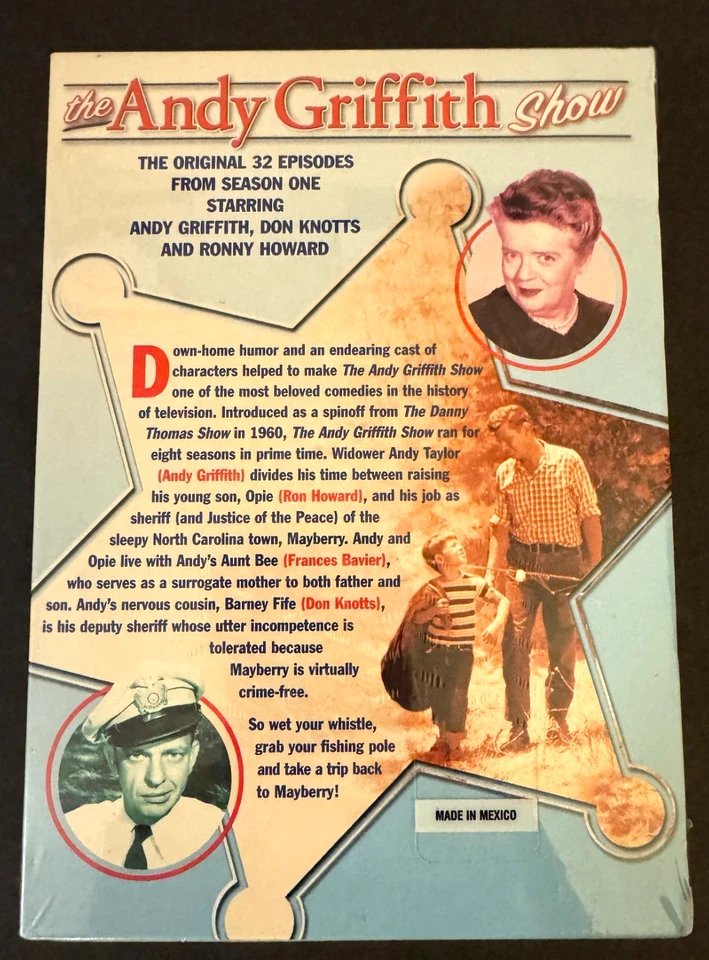 the Andy Griffith Show
THE ORIGINAL 32 EPISODES
FROM SEASON ONE
STARRING
ANDY GRIFFITH, DON KNOTTS
AND RONNY HOWARD
Down-home humor and an endearing cast of
characters helped to make The Andy Griffith Show
one of the most beloved comedies in the history
of television. Introduced as a spinoff from The Danny
Thomas Show in 1960, The Andy Griffith Show ran for
eight seasons in prime time. Widower Andy Taylor
(Andy Griffith) divides his time between raising
his young son, Opie (Ron Howard), and his job as
sheriff (and Justice of the Peace) of the
sleepy North Carolina town, Mayberry. Andy and
Opie live with Andy's Aunt Bee (Frances Bavier),
who serves as a surrogate mother to both father and
son. Andy's nervous cousin, Barney Fife (Don Knotts),
is his deputy sheriff whose utter incompetence is
tolerated because
Mayberry is virtually
crime-free.
So wet your whistle,
grab your fishing pole
and take a trip back
to Mayberry!
MADE IN MEXICO